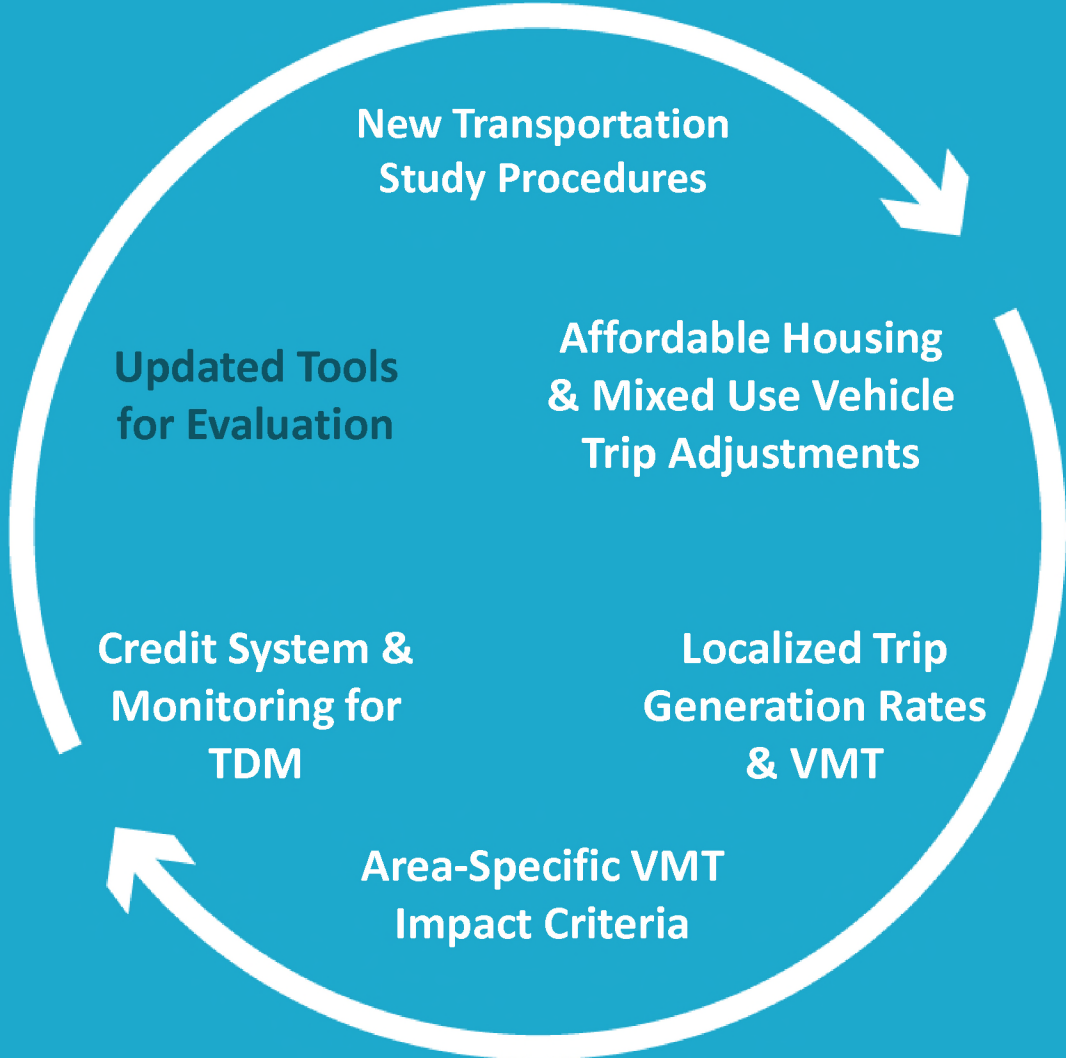 New Transportation
Study Procedures
Affordable Housing
& Mixed Use Vehicle
Trip Adjustments
Localized Trip
Generation Rates
& VMT
Area-Specific VMT
Impact Criteria
Credit System &
Monitoring for
TDM
Updated Tools
for Evaluation